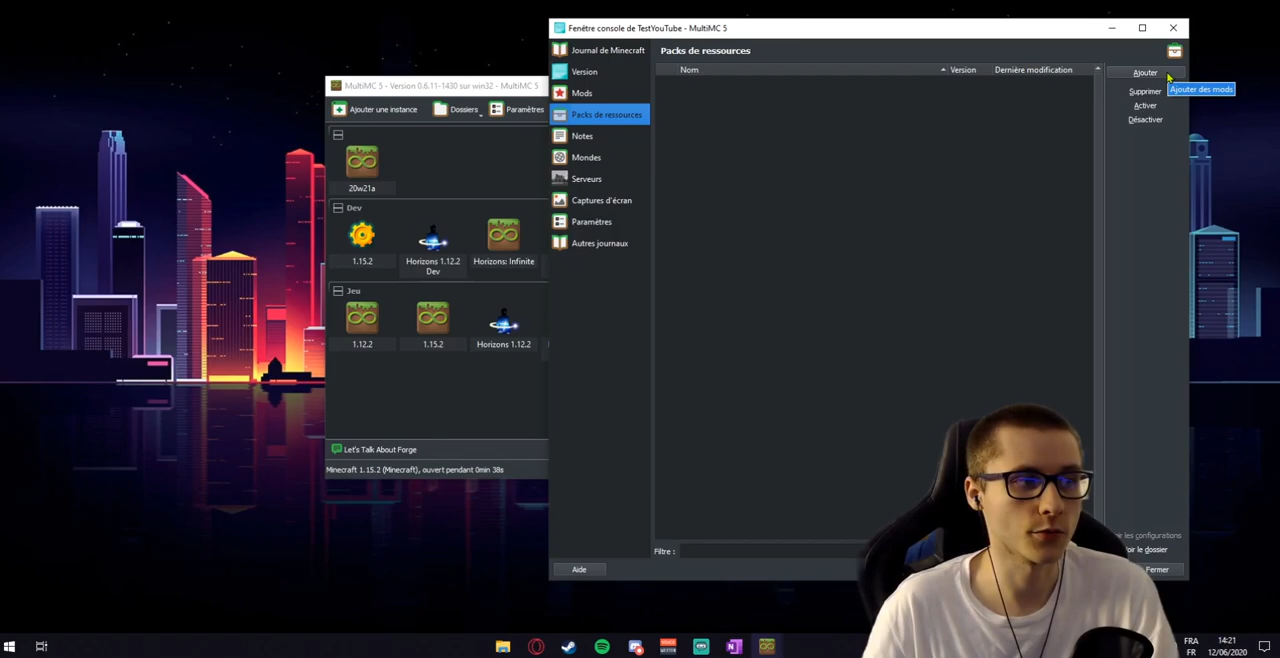 Fenêtre console de TestYouTube - MultiMC 5
Journal de Minecraft
Version
Mods
Packs de ressources
Notes
Mondes
Serveurs
Captures d'écran
Paramètres
Autres journaux
Aide
Packs de ressources
Nom
Version
Dernière modification
Ajouter
Ajouter des mods
Supprimer
Activer
Désactiver
les configurations
oir le dossier
Filtre :
Fermer
MultiMC 5 - Version 0.6.11-1430 sur win32 - MultiMC 5
Ajouter une instance
Dossiers
Paramètres
20w21a
Dev
1.15.2
Horizons 1.12.2
Dev
Horizons: Infinite
Jeu
1.12.2
1.15.2
Horizons 1.12.2
Let's Talk About Forge
Minecraft 1.15.2 (Minecraft), ouvert pendant 0min 38s
FRA
FR
14:21
12/06/2020